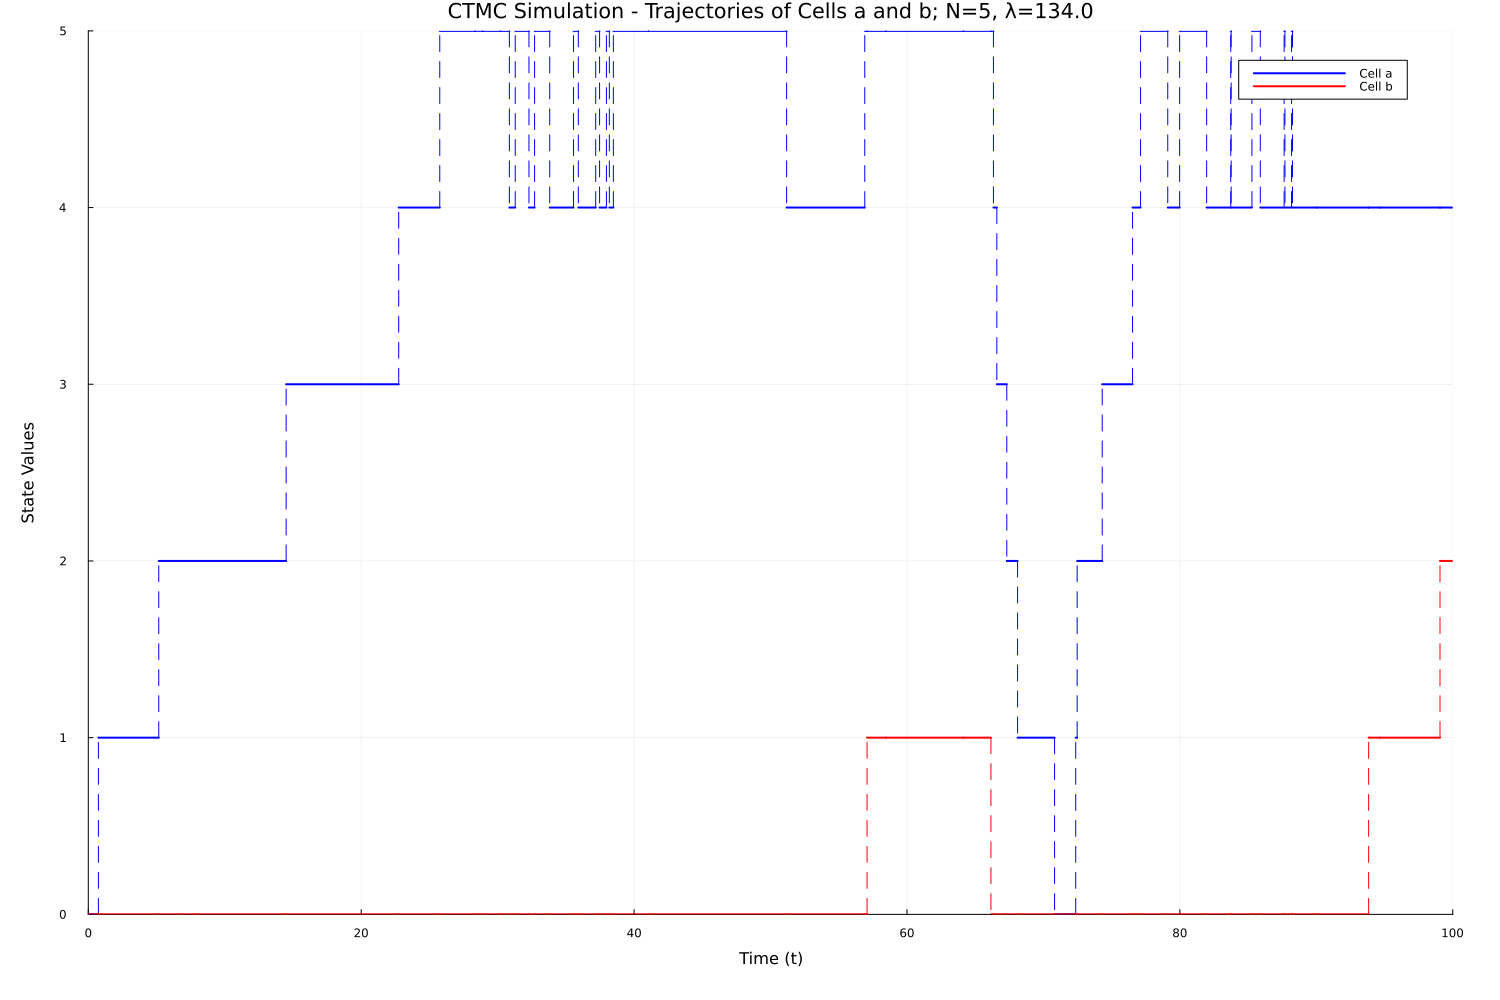 CTMC Simulation - Trajectories of Cells a and b; N=5, λ=134.0
Cell a
Cell b
State Values
5
4
3
2
1
0
0 20 40 60 80 100
Time (t)